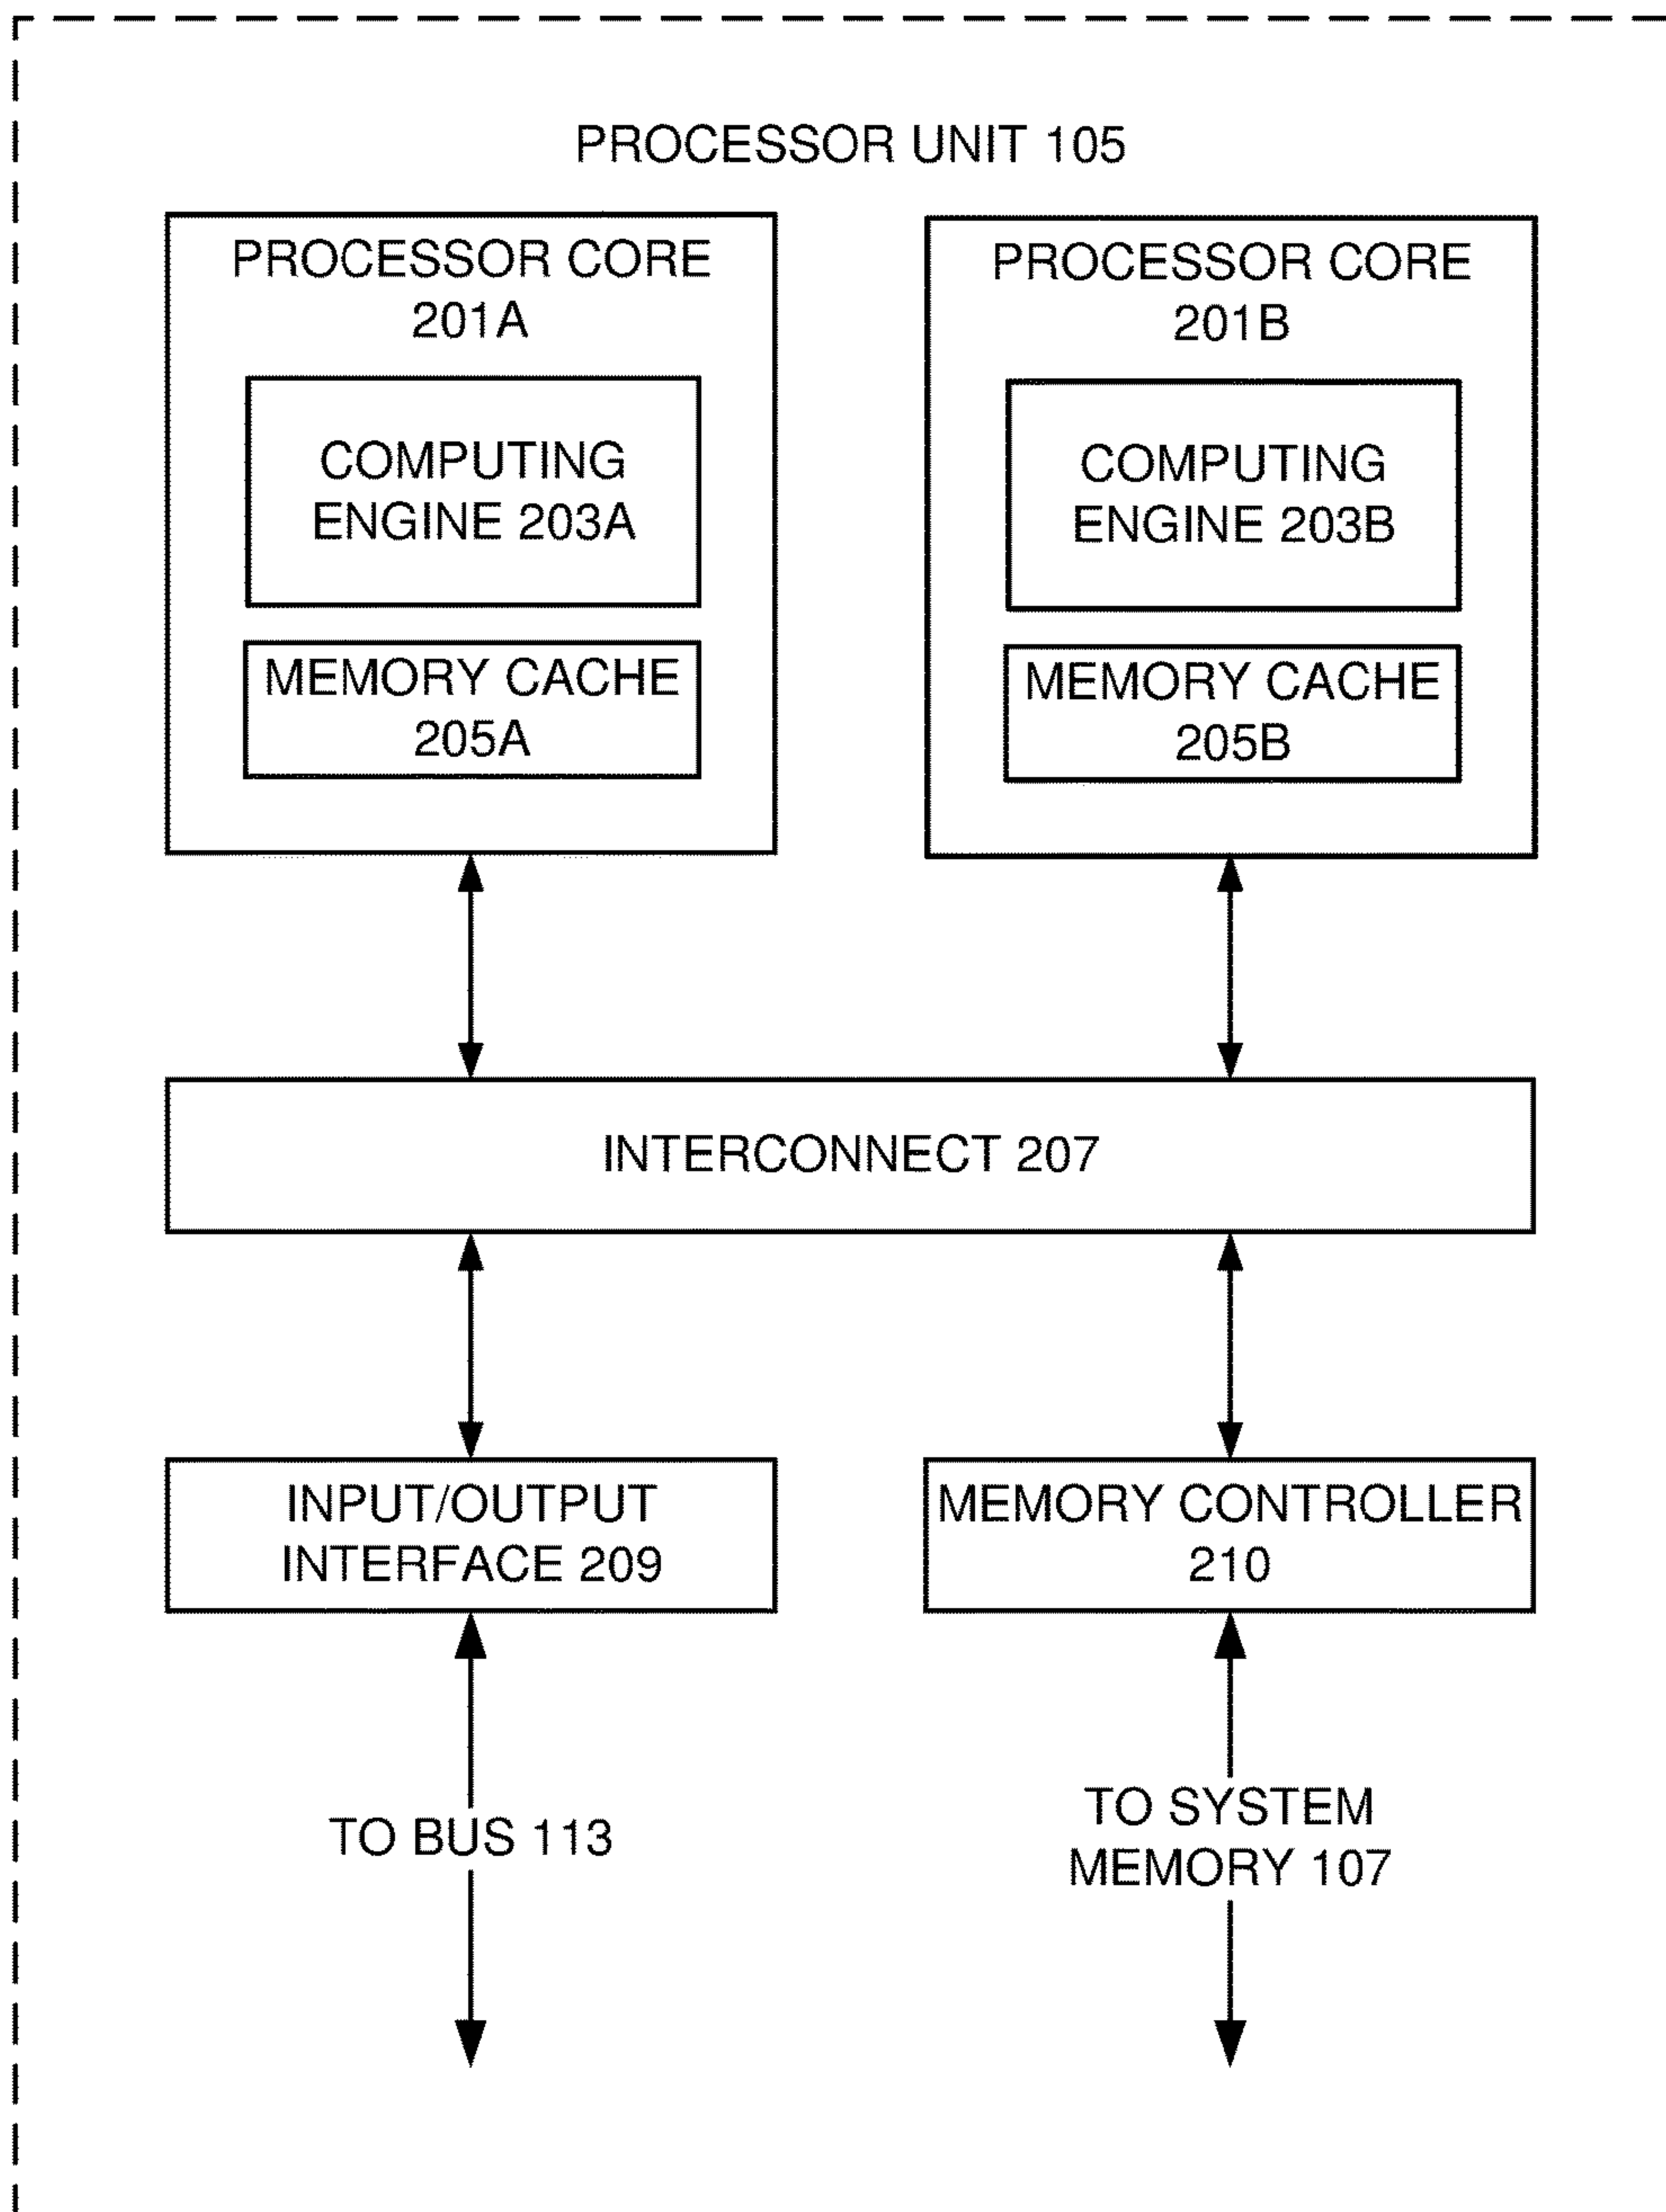 PROCESSOR UNIT 105
PROCESSOR CORE
201A
COMPUTING
ENGINE 203A
MEMORY CACHE
205A
PROCESSOR CORE
201B
COMPUTING
ENGINE 203B
MEMORY CACHE
205B
INTERCONNECT 207
INPUT/OUTPUT
INTERFACE 209
MEMORY CONTROLLER
210
TO BUS 113
TO SYSTEM
MEMORY 107